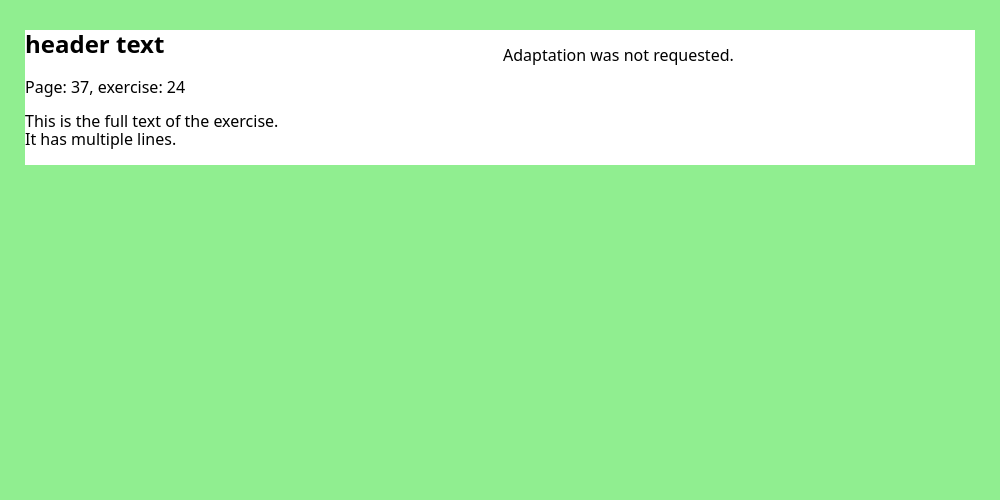 header text
Page: 37, exercise: 24
This is the full text of the exercise.
It has multiple lines.
Adaptation was not requested.